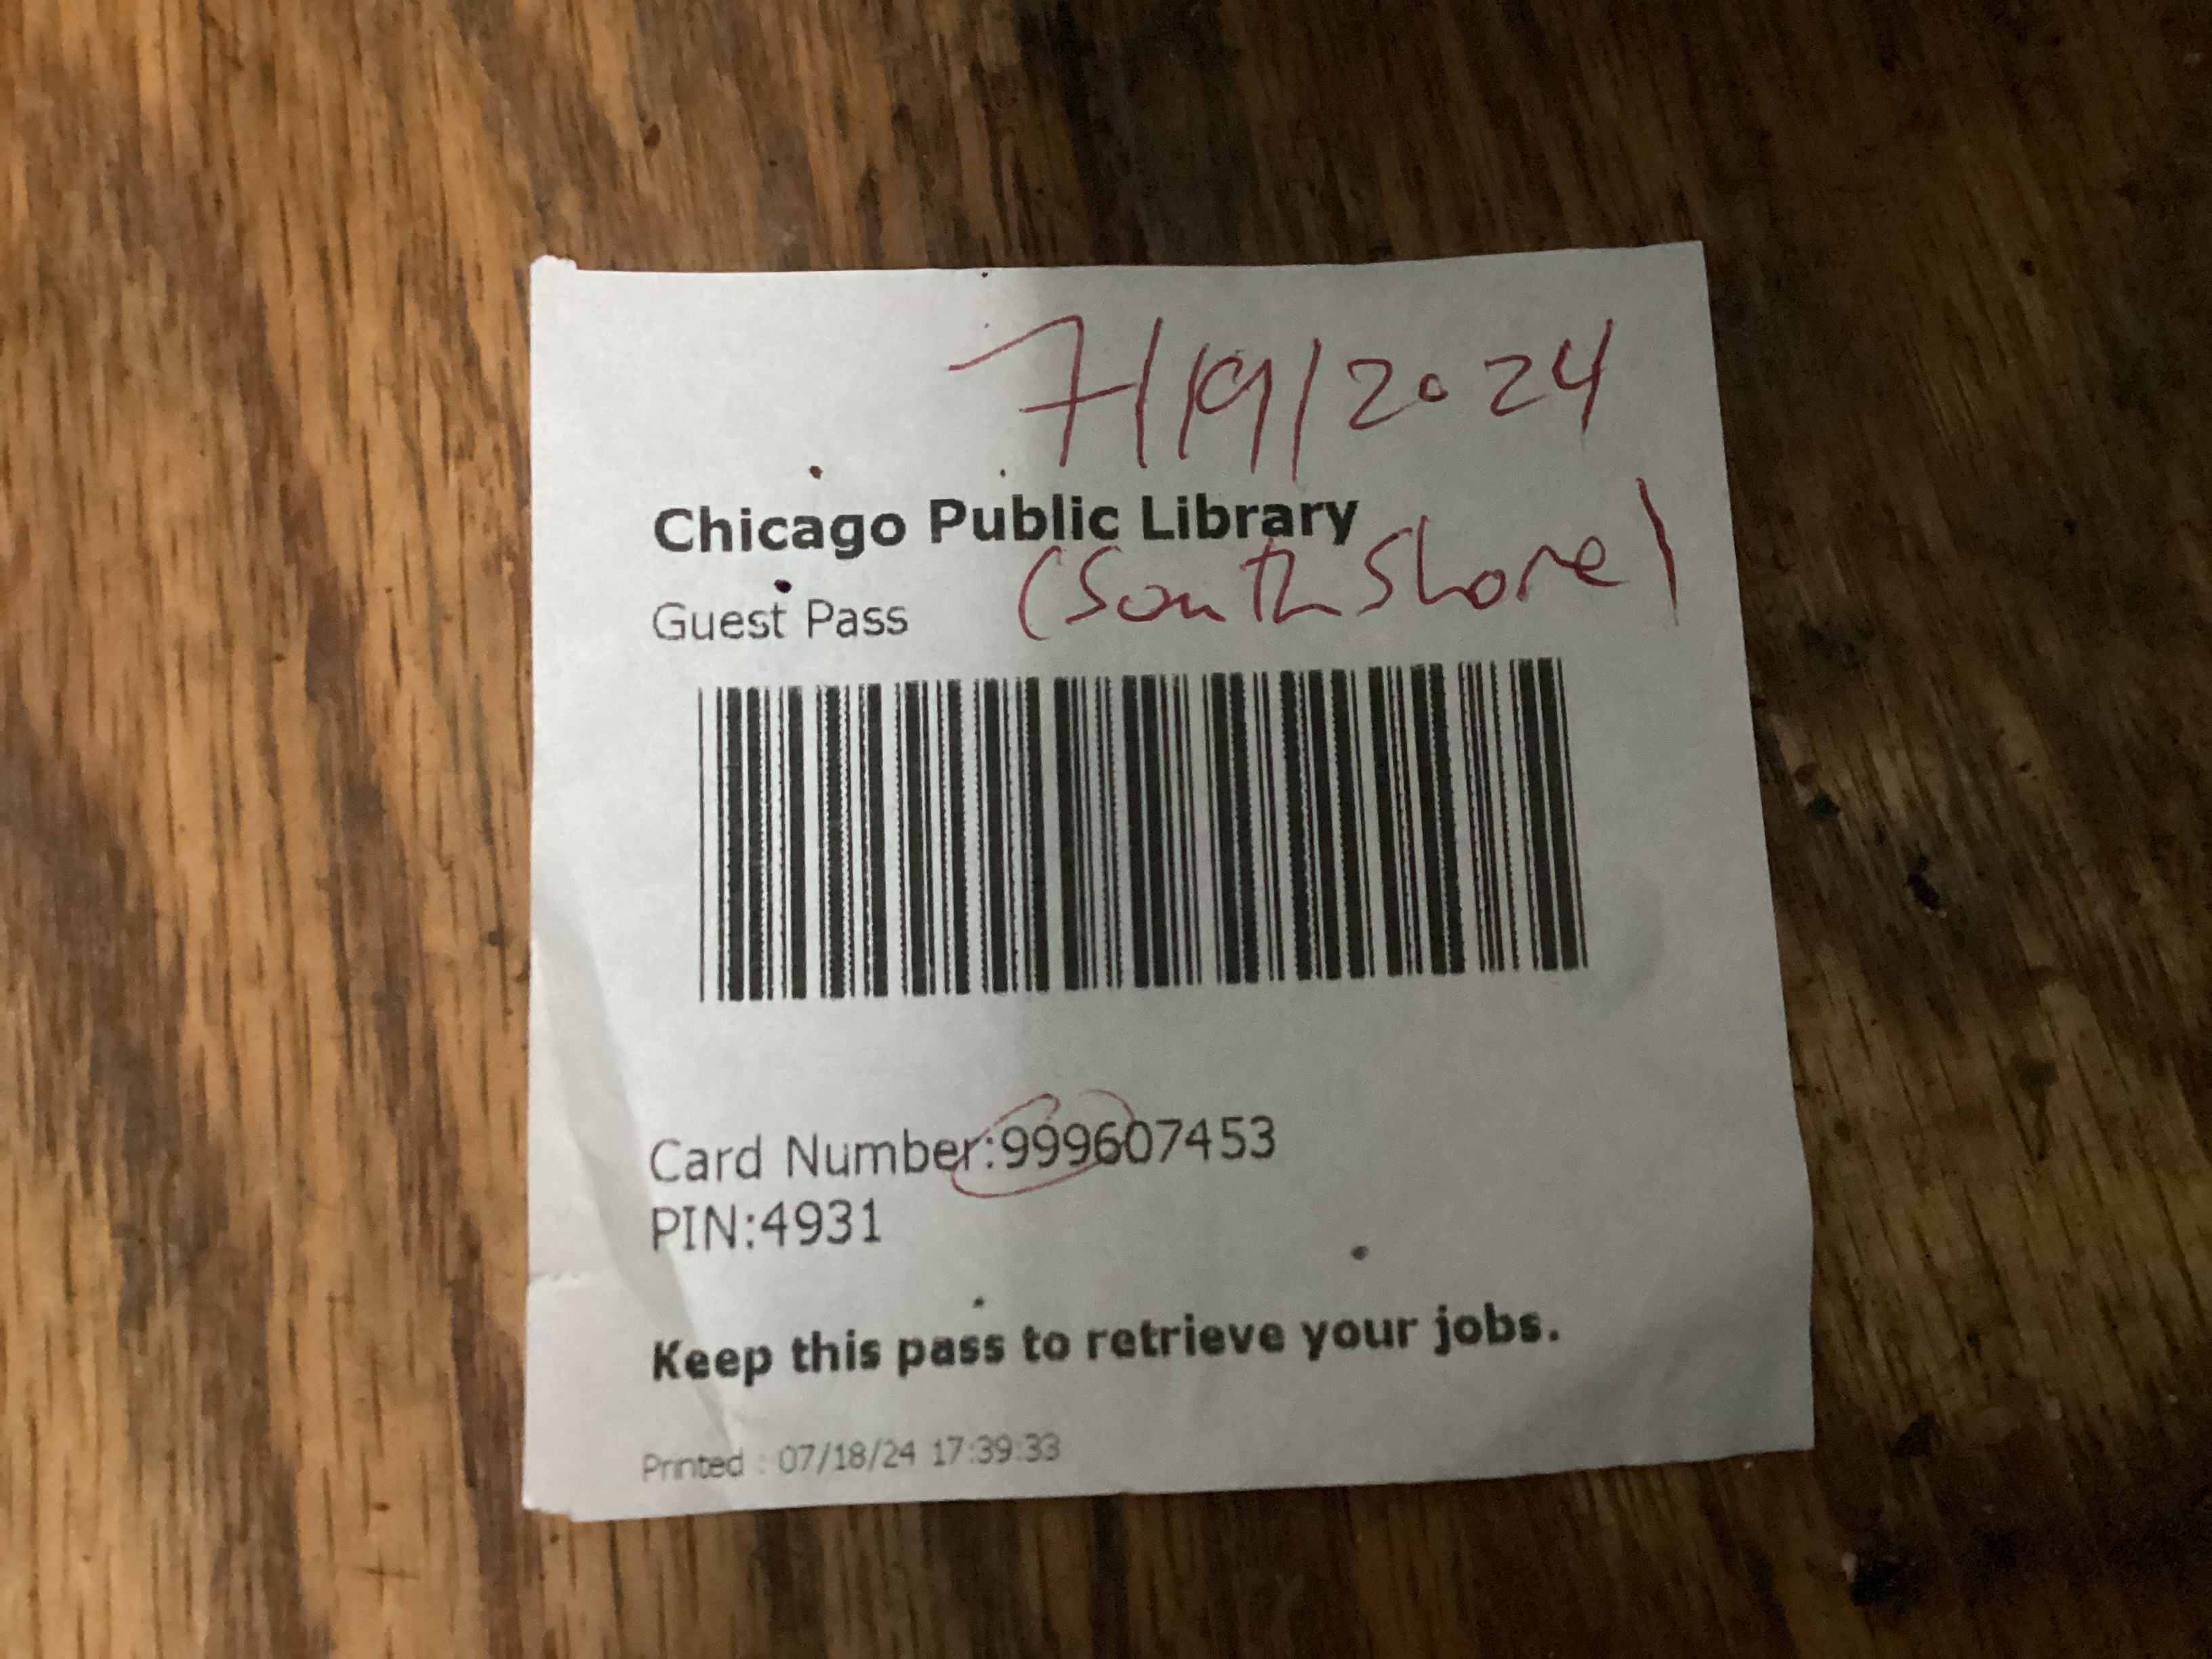 7/19/2024
Chicago Public Library
(South Shore)
Guest Pass
Card Number:999607453
PIN:4931
Keep this pass to retrieve your jobs.
Printed : 07/18/24 17:39:33